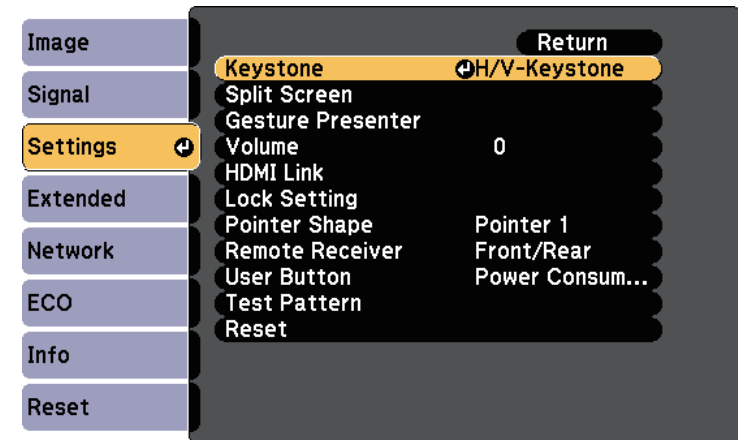 Image
Signal
Settings
Extended
Network
ECO
Info
Reset
Return
Keystone H/V-Keystone
Split Screen
Gesture Presenter
Volume 0
HDMI Link
Lock Setting
Pointer Shape Pointer 1
Remote Receiver Front/Rear
User Button Power Consum...
Test Pattern
Reset